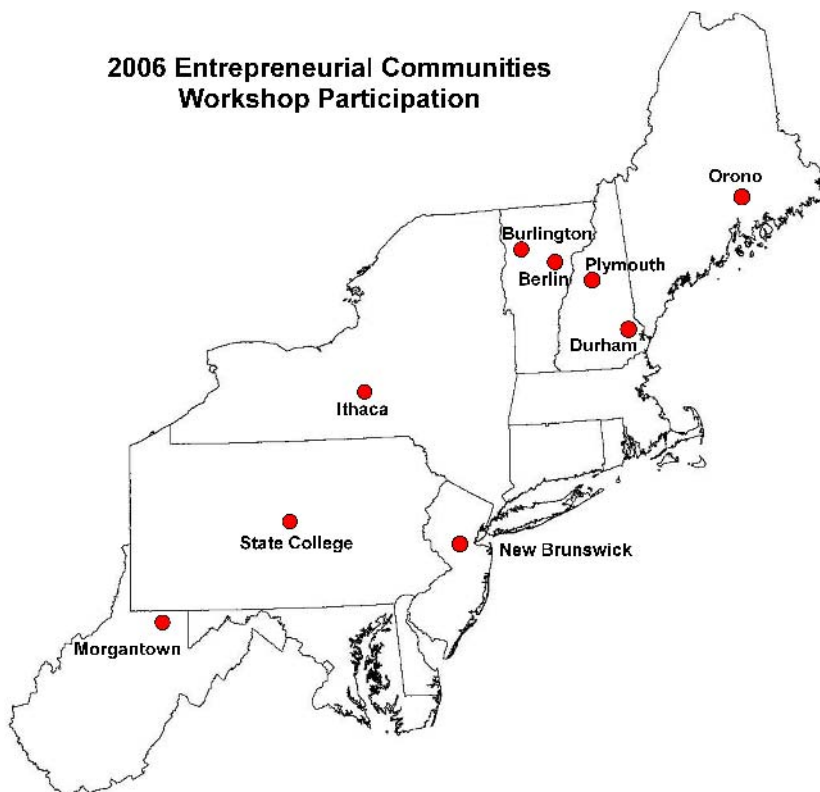 2006 Entrepreneurial Communities
Workshop Participation
Orono
Burlington
Berlin
Plymouth
Durham
Ithaca
State College
New Brunswick
Morgantown